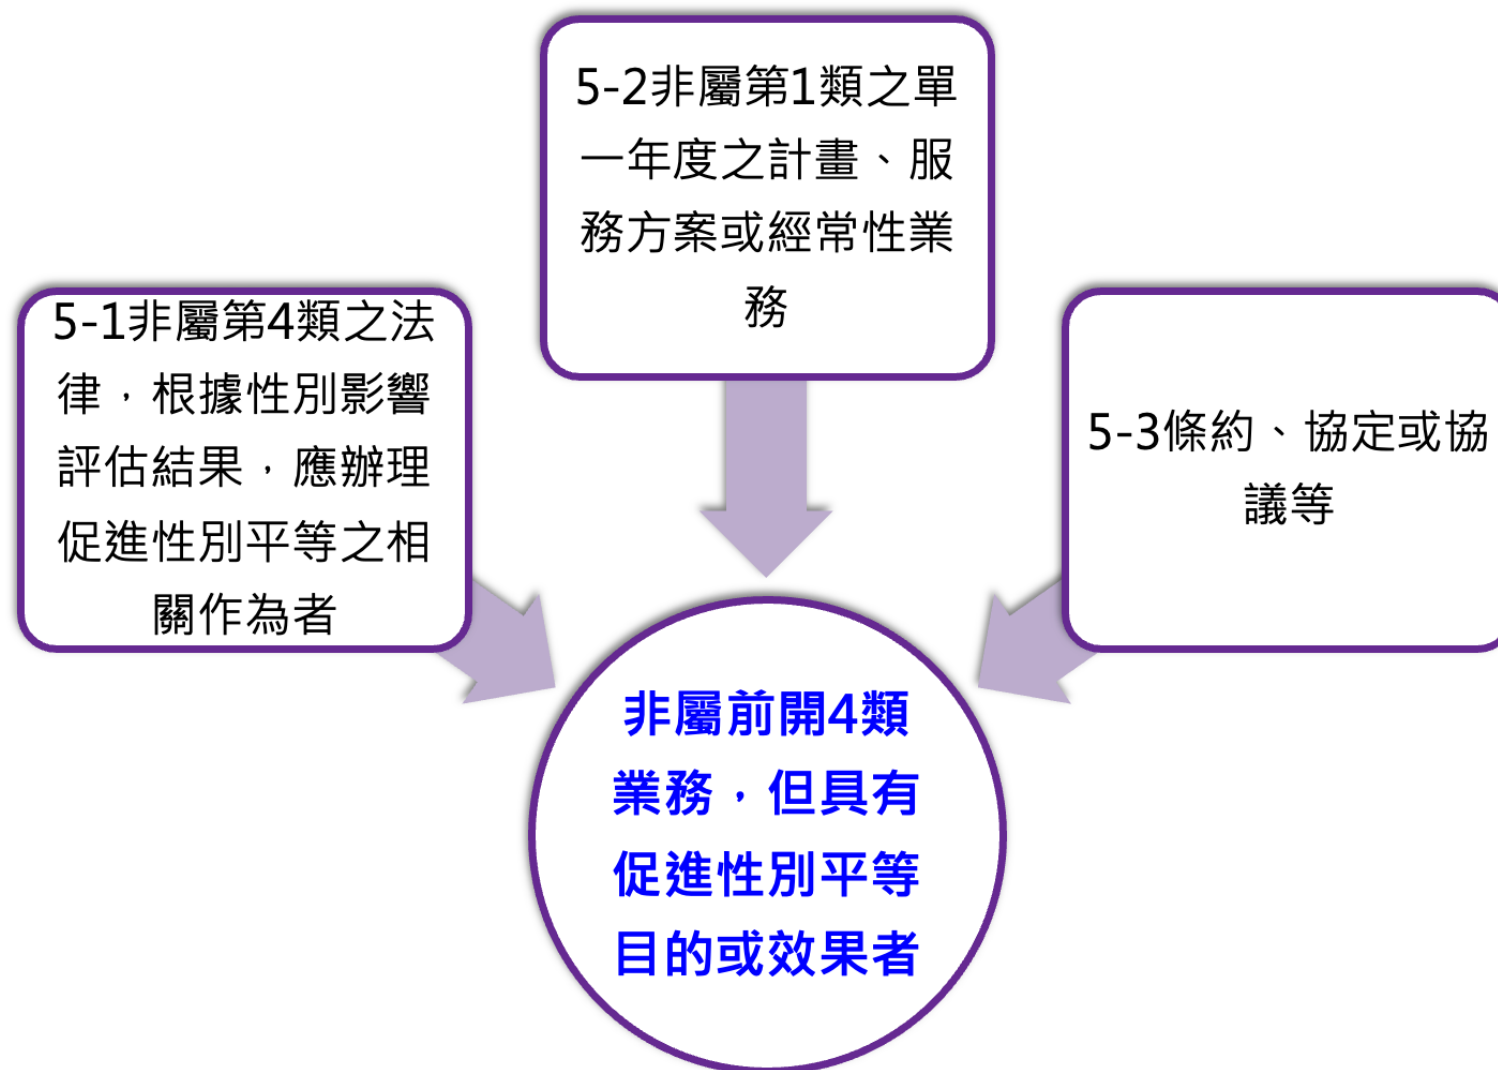 5-2非屬第1類之單
一年度之計畫、服
務方案或經常性業
務
5-1非屬第4類之法
律，根據性別影響
評估結果，應辦理
促進性別平等之相
關作為者
5-3條約、協定或協
議等
非屬前開4類
業務，但具有
促進性別平等
目的或效果者